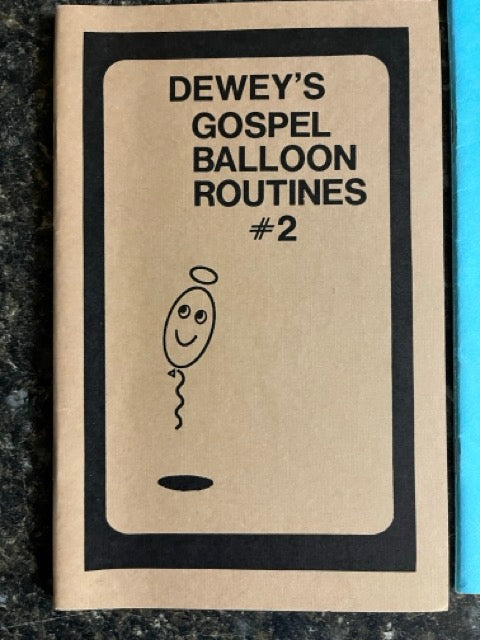 DEWEY'S
GOSPEL
BALLOON
ROUTINES
#2